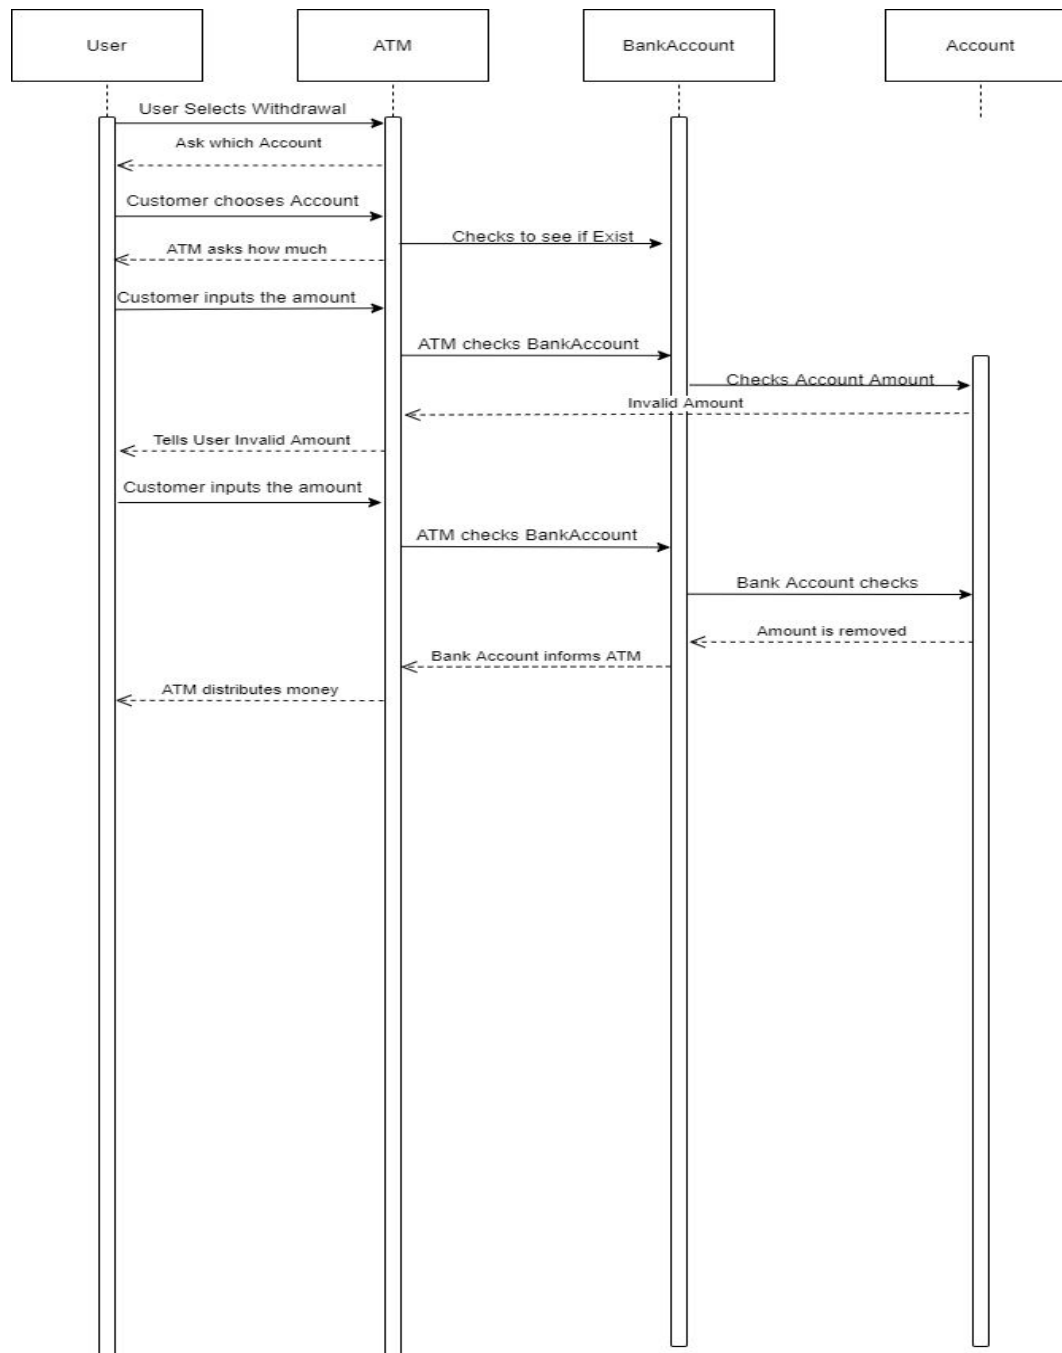 User
ATM
BankAccount
Account
User Selects Withdrawal
Ask which Account
Customer chooses Account
Checks to see if Exist
ATM asks how much
Customer inputs the amount
ATM checks BankAccount
Checks Account Amount
Invalid Amount
Tells User Invalid Amount
Customer inputs the amount
ATM checks BankAccount
Bank Account checks
Amount is removed
Bank Account informs ATM
ATM distributes money